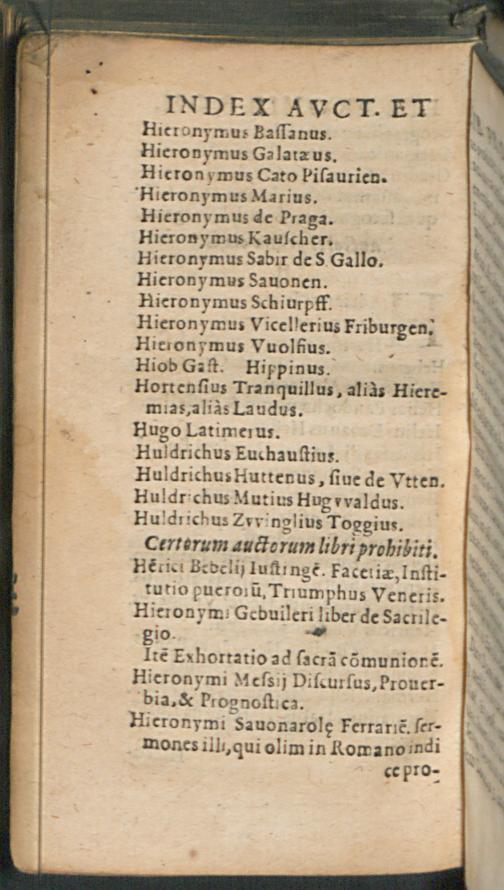 INDEX AVCT. ET
Hieronymus Baſſanus.
Hieronymus Galatæus.
Hieronymus Cato Piſaurien.
Hieronymus Marius.
Hieronymus de Praga.
Hieronymus Kauſcher.
Hieronymus Sabir de S. Gallo.
Hieronymus Sauonen.
Hieronymus Schiurpff.
Hieronymus Vicellerius Friburgen.
Hieronymus Vuolfius.
Hiob Gaſt. Hippinus.
Hortenſius Tranquillus, aliàs Hiere-
mias, aliàs Laudus.
Hugo Latimerus.
Huldrichus Euchauſtius.
Huldrichus Huttenus, ſiue de Vtten.
Huldrichus Mutius Hugvvaldus.
Huldrichus Zvvinglius Toggius.
Certorum auctorum libri prohibiti.
Hẽrici Bebelij Iuſtingẽ. Facetiæ, Inſti-
tutio pueroiũ, Triumphus Veneris.
Hieronymi Gebuileri liber de Sacrile-
gio.
Itẽ Exhortatio ad ſacrã cõmunionẽ.
Hieronymi Meſsij Diſcurſus, Prouer-
bia, & Prognoſtica.
Hieronymi Sauonarolę Ferrariẽ. ſer-
mones illi, qui olim in Romano indi
ce pro-